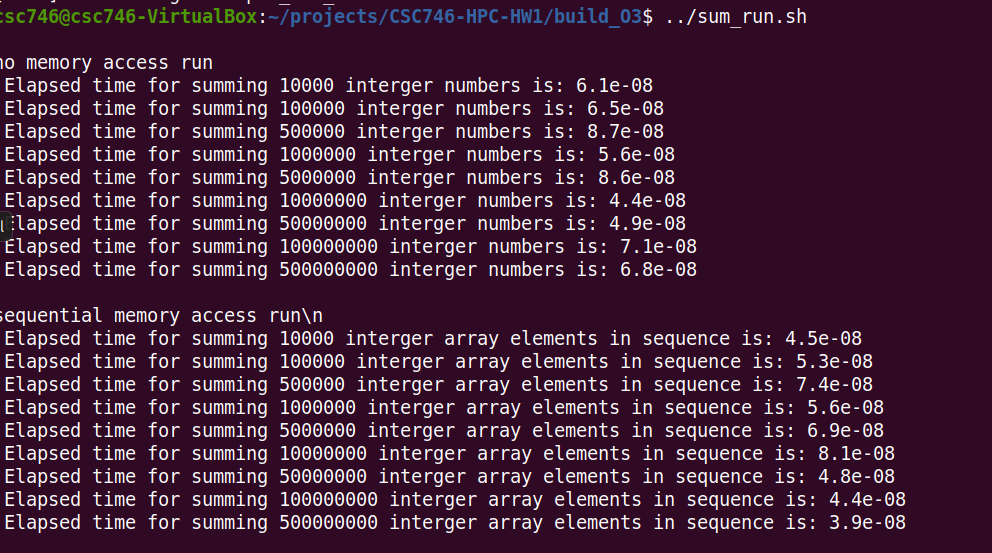 csc746@csc746-VirtualBox:~/projects/CSC746-HPC-HW1/build_O3$ ../sum_run.sh
no memory access run
Elapsed time for summing 10000 interger numbers is: 6.1e-08
Elapsed time for summing 100000 interger numbers is: 6.5e-08
Elapsed time for summing 500000 interger numbers is: 8.7e-08
Elapsed time for summing 1000000 interger numbers is: 5.6e-08
Elapsed time for summing 5000000 interger numbers is: 8.6e-08
Elapsed time for summing 10000000 interger numbers is: 4.4e-08
Elapsed time for summing 50000000 interger numbers is: 4.9e-08
Elapsed time for summing 100000000 interger numbers is: 7.1e-08
Elapsed time for summing 500000000 interger numbers is: 6.8e-08
sequential memory access run\n
Elapsed time for summing 10000 interger array elements in sequence is: 4.5e-08
Elapsed time for summing 100000 interger array elements in sequence is: 5.3e-08
Elapsed time for summing 500000 interger array elements in sequence is: 7.4e-08
Elapsed time for summing 1000000 interger array elements in sequence is: 5.6e-08
Elapsed time for summing 5000000 interger array elements in sequence is: 6.9e-08
Elapsed time for summing 10000000 interger array elements in sequence is: 8.1e-08
Elapsed time for summing 50000000 interger array elements in sequence is: 4.8e-08
Elapsed time for summing 100000000 interger array elements in sequence is: 4.4e-08
Elapsed time for summing 500000000 interger array elements in sequence is: 3.9e-08